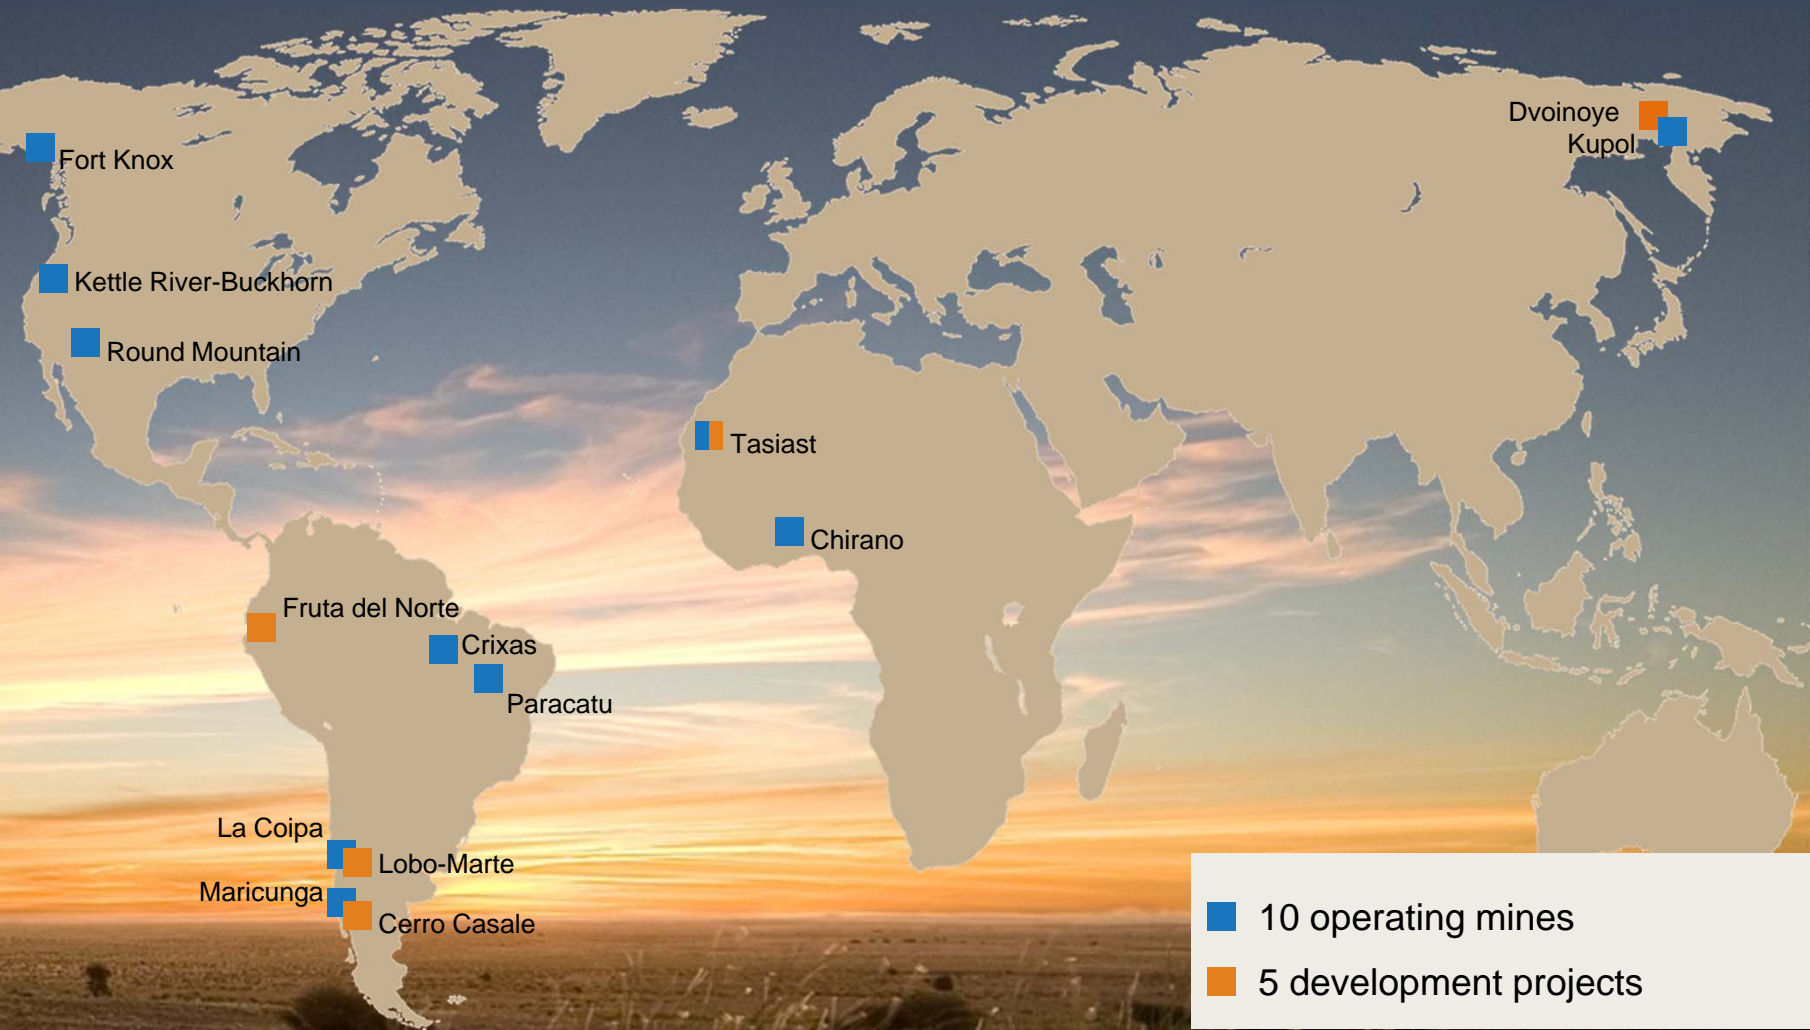 Dvoinoye
Kupol
Fort Knox
Kettle River-Buckhorn
Round Mountain
Tasiast
Chirano
Fruta del Norte
Crixas
Paracatu
La Coipa
Lobo-Marte
Maricunga
Cerro Casale
10 operating mines
5 development projects